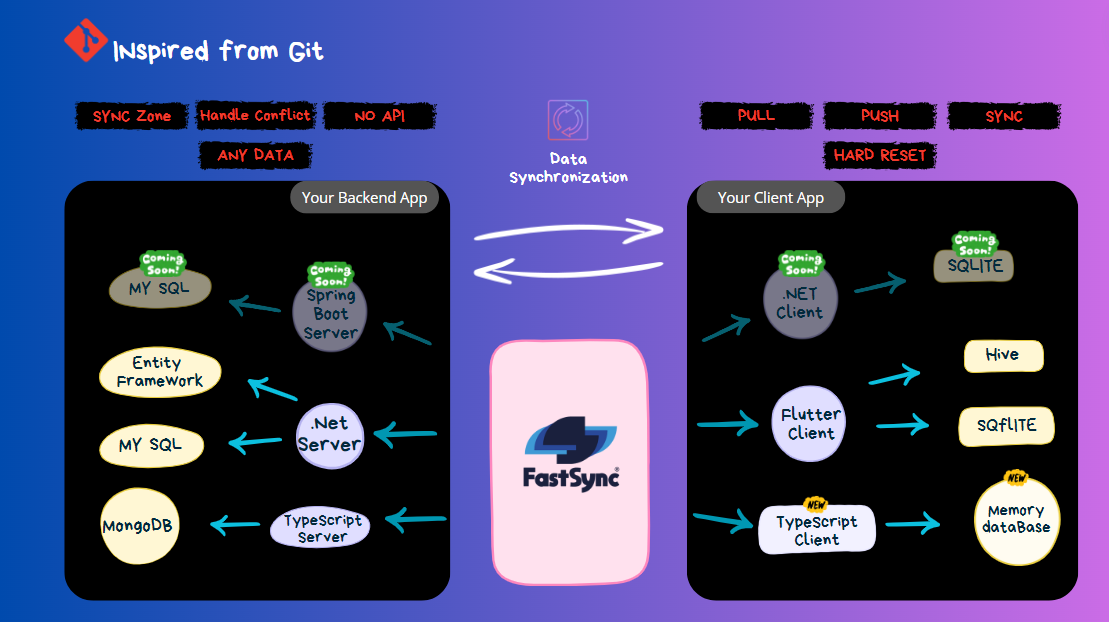 Inspired from Git
SYNC Zone
Handle Conflict
NO API
ANY DATA
Data
Synchronization
PULL
PUSH
SYNC
HARD RESET
Your Backend App
Coming
Soon!
MY SQL
Coming
Soon!
Spring
Boot
Server
Entity
FrameWork
.Net
Server
MY SQL
MongoDB
TypeScript
Server
FastSync®
Your Client App
Coming
Soon!
.NET
Client
Coming
Soon!
SQLITE
Hive
Flutter
Client
SQflITE
NEW
TypeScript
Client
NEW
Memory
dataBase